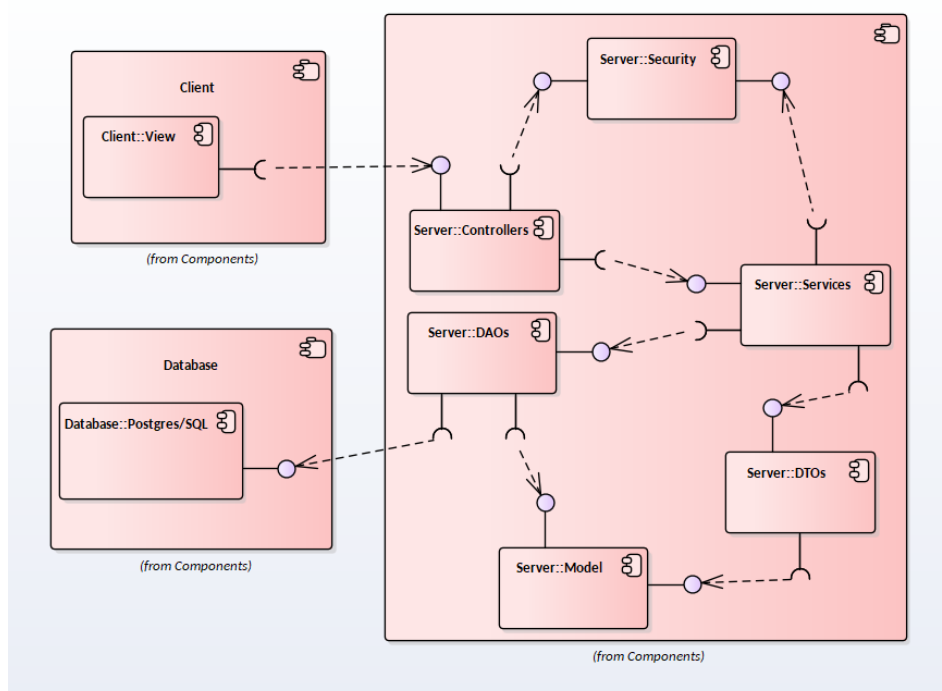 Client
Client::View
(from Components)
Server::Security
Server::Controllers
Server::Services
Server::DAOs
Database
Database::Postgres/SQL
(from Components)
Server::DTOs
Server::Model
(from Components)